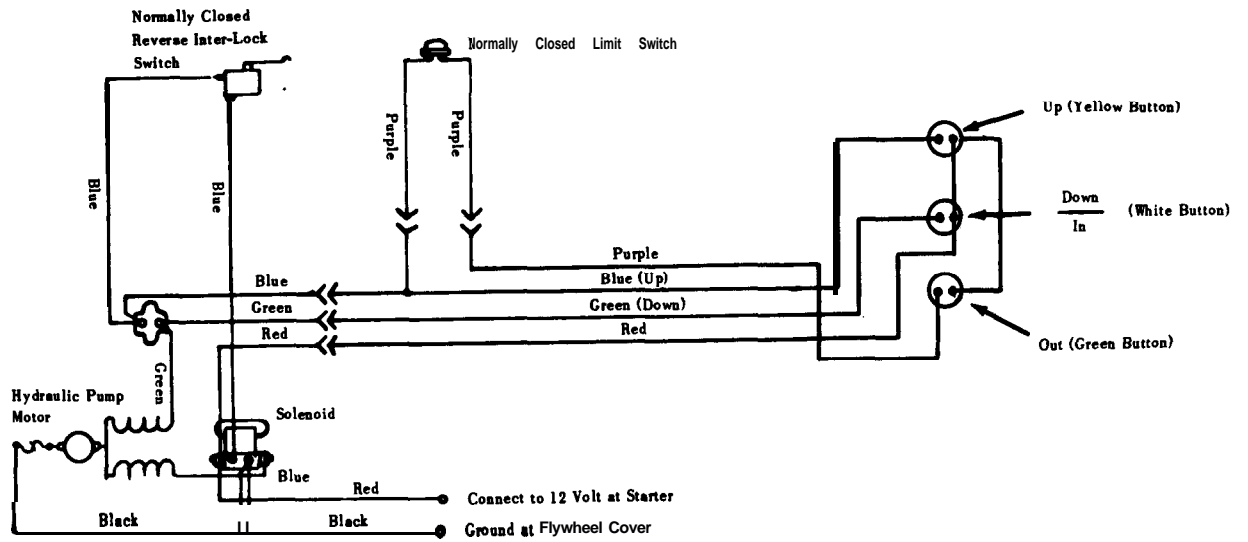 Normally Closed
Reverse Inter-Lock
Switch
Normally Closed Limit Switch
Purple
Purple
Blue
Blue
Up (Yellow Button)
Down
In
(White Button)
Purple
Blue
Blue (Up)
Green
Green (Down)
Red
Red
Out (Green Button)
Green
Hydraulic Pump
Motor
Solenoid
Blue
Red
Connect to 12 Volt at Starter
Black
Black
Ground at Flywheel Cover